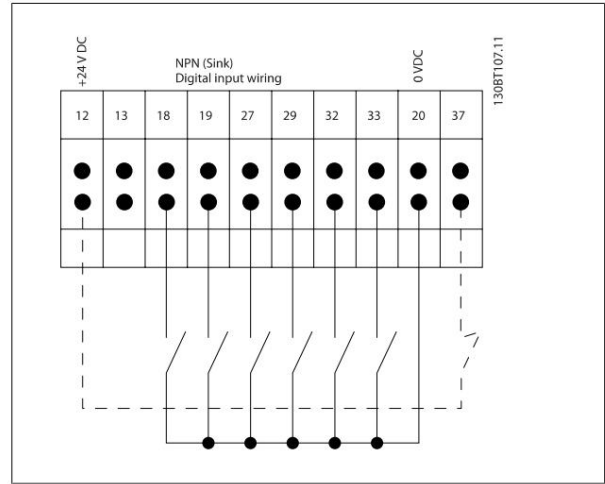 +24 V DC
NPN (Sink)
Digital input wiring
0 VDC
130BT107.11
12 13 18 19 27 29 32 33 20 37